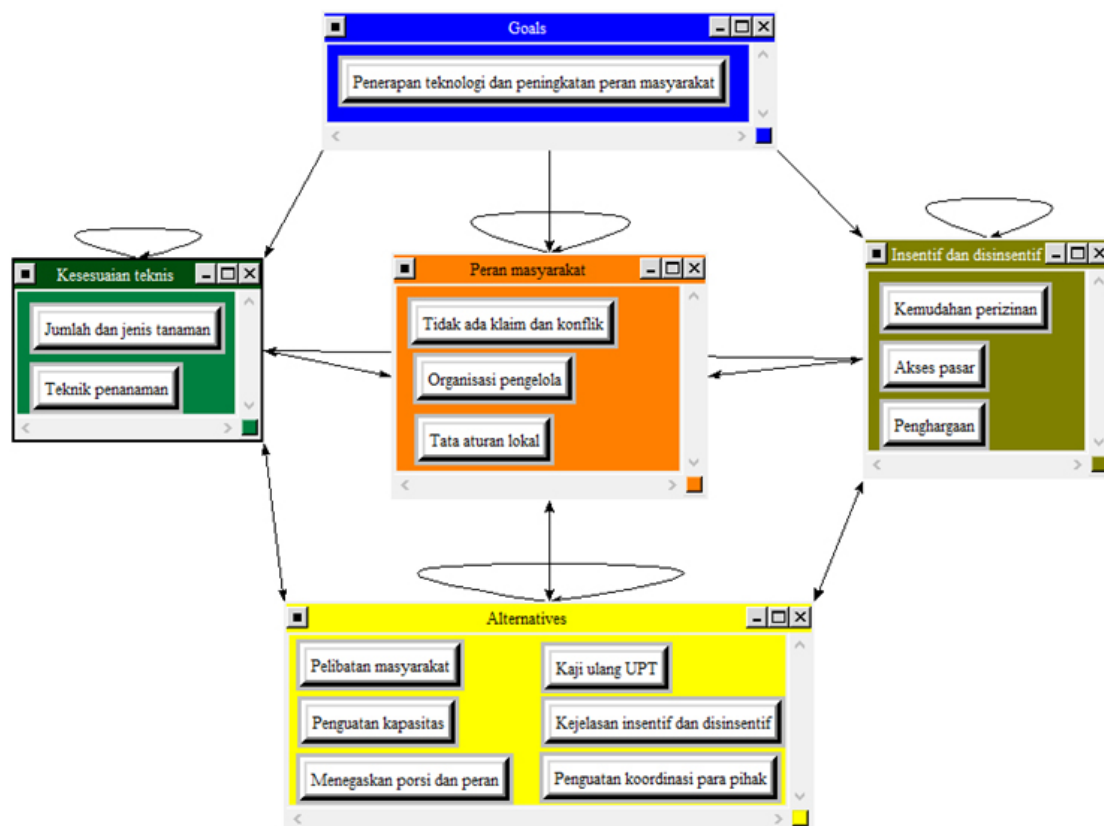 Goals
Penerapan teknologi dan peningkatan peran masyarakat
Kesesuaian teknis
Jumlah dan jenis tanaman
Teknik penanaman
Peran masyarakat
Tidak ada klaim dan konflik
Organisasi pengelola
Tata aturan lokal
Insentif dan disinsentif
Kemudahan perizinan
Akses pasar
Penghargaan
Alternatives
Pelibatan masyarakat
Penguatan kapasitas
Menegaskan porsi dan peran
Kaji ulang UPT
Kejelasan insentif dan disinsentif
Penguatan koordinasi para pihak